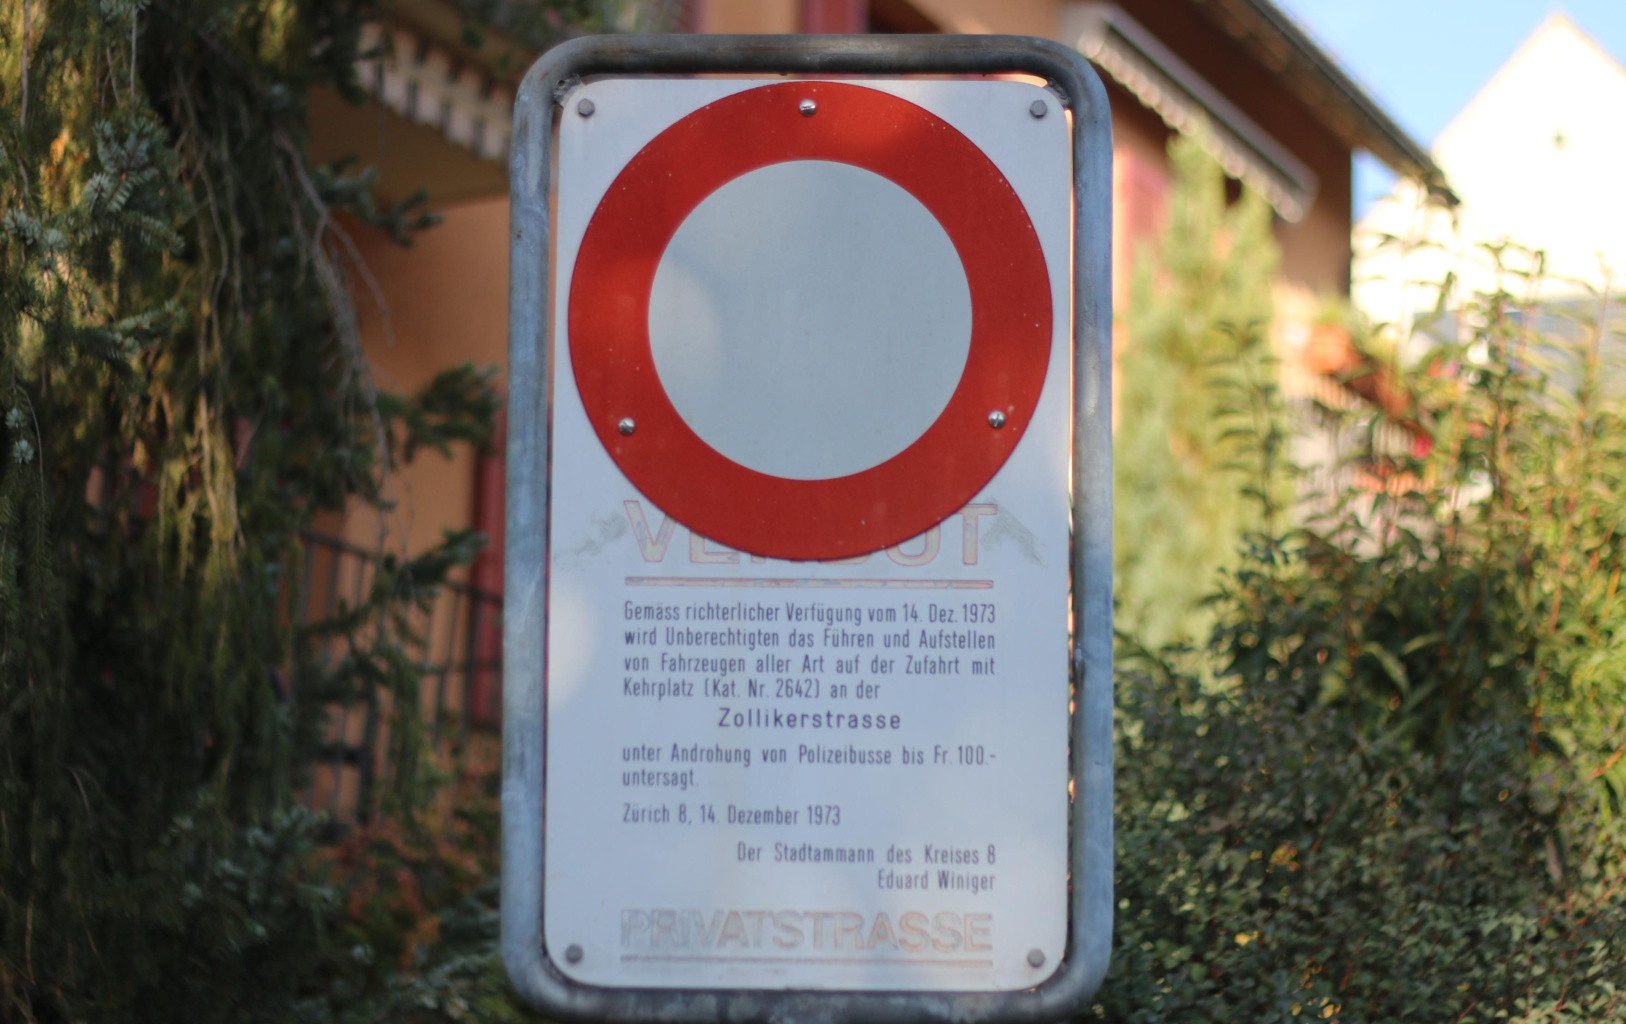 VERBOT
Gemäss richterlicher Verfügung vom 14. Dez. 1973
wird Unberechtigten das Führen und Aufstellen
von Fahrzeugen aller Art auf der Zufahrt mit
Kehrplatz (Kat. Nr. 2642) an der
Zollikerstrasse
unter Androhung von Polizeibusse bis Fr. 100.-
untersagt.
Zürich 8, 14. Dezember 1973
Der Stadtammann des Kreises 8
Eduard Winiger
PRIVATSTRASSE